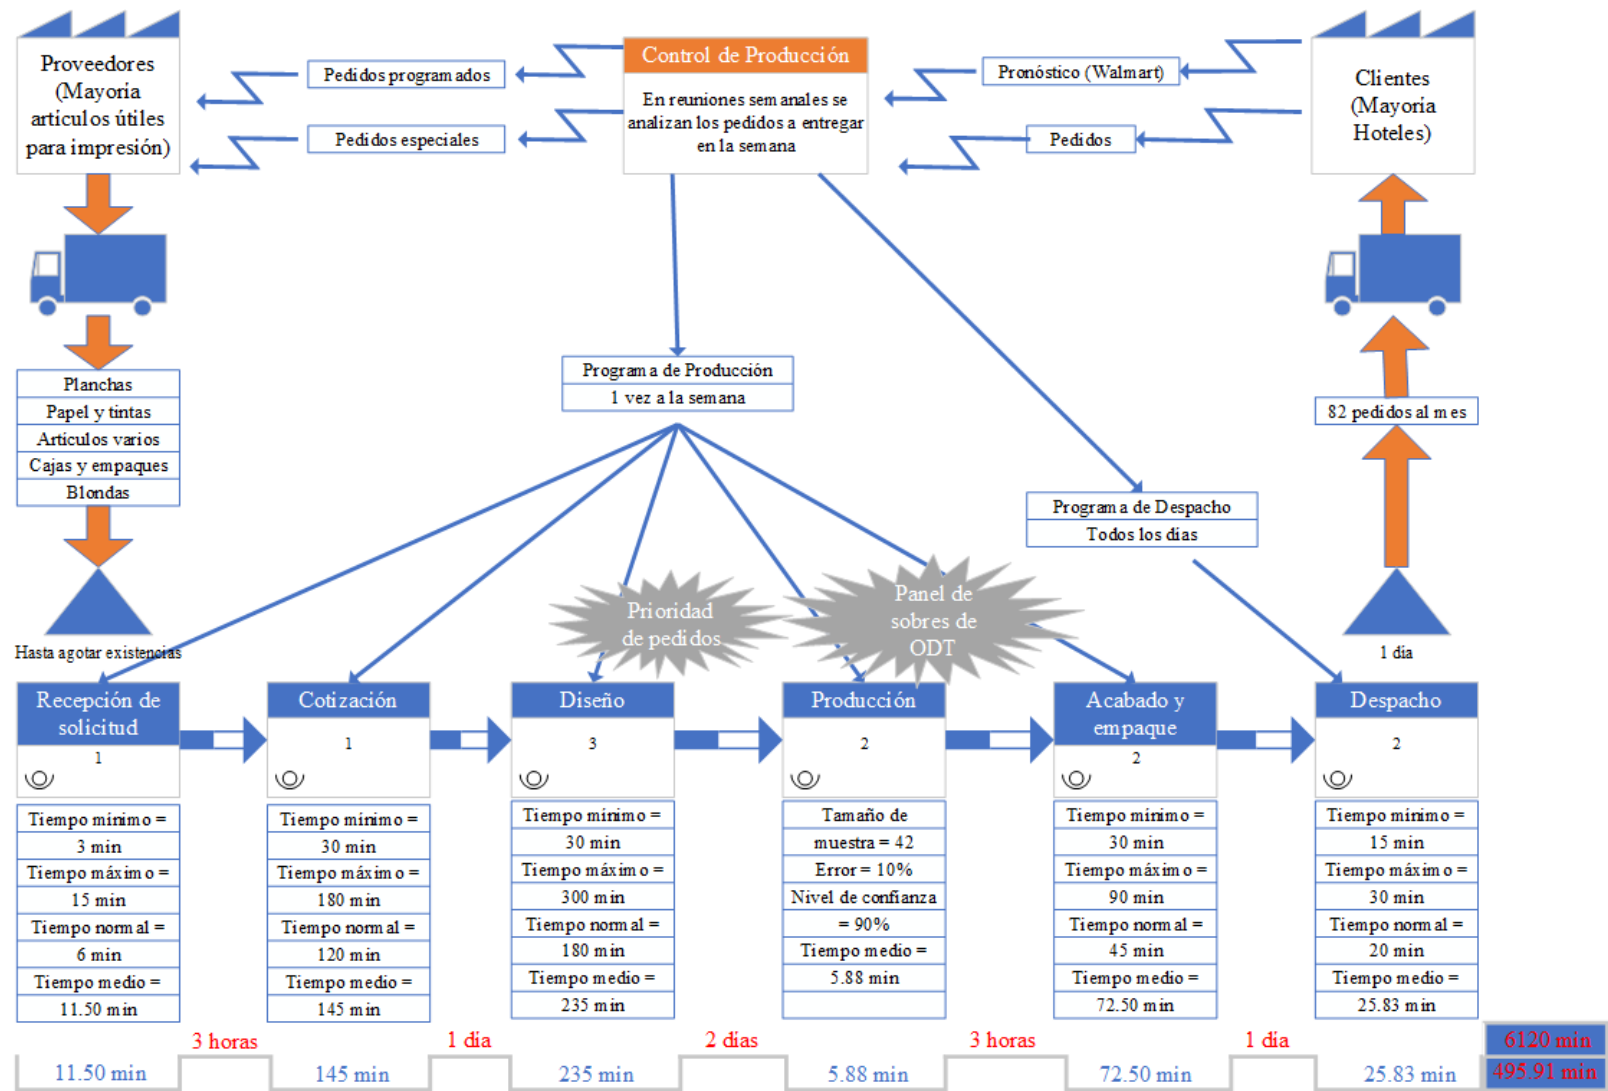 Proveedores
(Mayoría
artículos útiles
para impresión)
Pedidos programados
Pedidos especiales
Control de Producción
En reuniones semanales se
analizan los pedidos a entregar
en la semana
Pronóstico (Walmart)
Pedidos
Clientes
(Mayoría
Hoteles)
Planchas
Papel y tintas
Artículos varios
Cajas y empaques
Blondas
Hasta agotar existencias
Programa de Producción
1 vez a la semana
Programa de Despacho
Todos los días
82 pedidos al mes
1 día
Prioridad
de pedidos
Panel de
sobres de
ODT
Recepción de
solicitud
1
Tiempo mínimo =
3 min
Tiempo máximo =
15 min
Tiempo normal =
6 min
Tiempo medio =
11.50 min
Cotización
1
Tiempo mínimo =
30 min
Tiempo máximo =
180 min
Tiempo normal =
120 min
Tiempo medio =
145 min
Diseño
3
Tiempo mínimo =
30 min
Tiempo máximo =
300 min
Tiempo normal =
180 min
Tiempo medio =
235 min
Producción
2
Tamaño de
muestra = 42
Error = 10%
Nivel de confianza
= 90%
Tiempo medio =
5.88 min
Acabado y
empaque
2
Tiempo mínimo =
30 min
Tiempo máximo =
90 min
Tiempo normal =
45 min
Tiempo medio =
72.50 min
Despacho
2
Tiempo mínimo =
15 min
Tiempo máximo =
30 min
Tiempo normal =
20 min
Tiempo medio =
25.83 min
3 horas
1 día
2 días
3 horas
1 día
6120 min
11.50 min
145 min
235 min
5.88 min
72.50 min
25.83 min
495.91 min